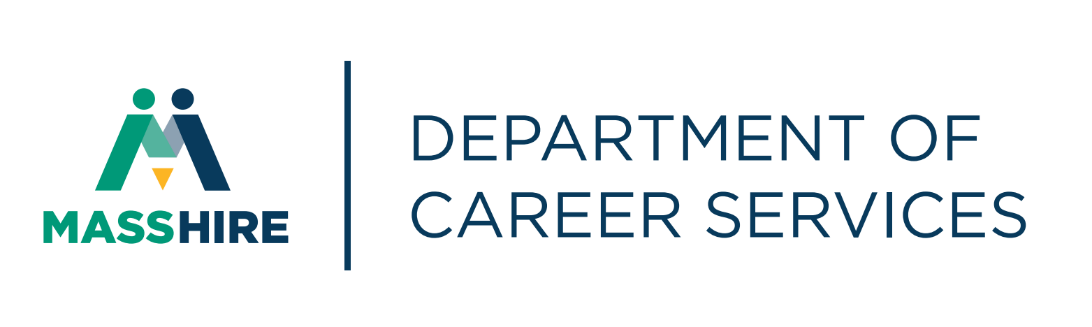 MASSHIRE
DEPARTMENT OF
CAREER SERVICES